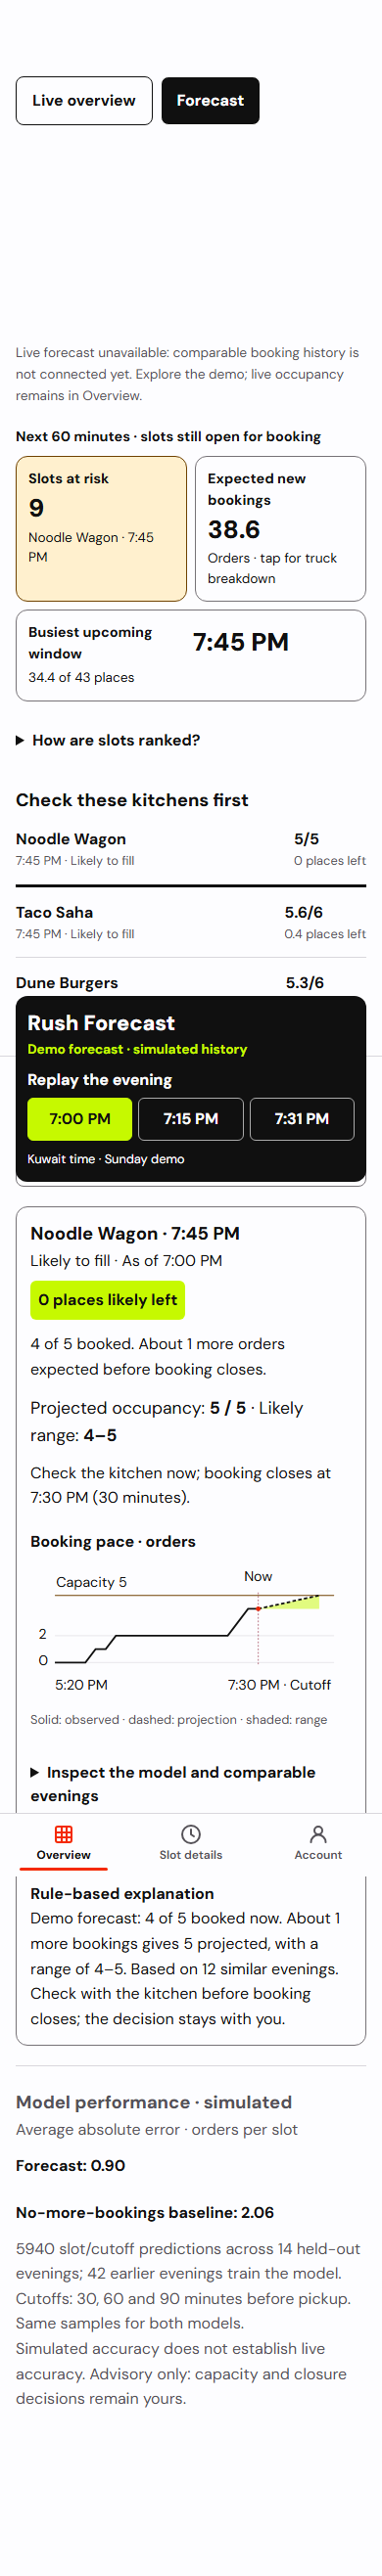 Live overview
Forecast
Live forecast unavailable: comparable booking history is
not connected yet. Explore the demo; live occupancy
remains in Overview.
Next 60 minutes · slots still open for booking
Slots at risk
9
Noodle Wagon · 7:45
PM
Expected new
bookings
38.6
Orders · tap for truck
breakdown
Busiest upcoming
window
34.4 of 43 places
7:45 PM
How are slots ranked?
Check these kitchens first
Noodle Wagon
5/5
7:45 PM · Likely to fill
0 places left
Taco Saha
5.6/6
7:45 PM · Likely to fill
0.4 places left
Dune Burgers
5.3/6
Rush Forecast
Demo forecast · simulated history
Replay the evening
7:00 PM
7:15 PM
7:31 PM
Kuwait time · Sunday demo
Noodle Wagon · 7:45 PM
Likely to fill · As of 7:00 PM
0 places likely left
4 of 5 booked. About 1 more orders
expected before booking closes.
Projected occupancy: 5 / 5 · Likely
range: 4–5
Check the kitchen now; booking closes at
7:30 PM (30 minutes).
Booking pace · orders
Capacity 5
Now
2
0
5:20 PM
7:30 PM · Cutoff
Solid: observed · dashed: projection · shaded: range
Inspect the model and comparable
evenings
Overview
Slot details
Account
Rule-based explanation
Demo forecast: 4 of 5 booked now. About 1
more bookings gives 5 projected, with a
range of 4–5. Based on 12 similar evenings.
Check with the kitchen before booking
closes; the decision stays with you.
Model performance · simulated
Average absolute error · orders per slot
Forecast: 0.90
No-more-bookings baseline: 2.06
5940 slot/cutoff predictions across 14 held-out
evenings; 42 earlier evenings train the model.
Cutoffs: 30, 60 and 90 minutes before pickup.
Same samples for both models.
Simulated accuracy does not establish live
accuracy. Advisory only: capacity and closure
decisions remain yours.